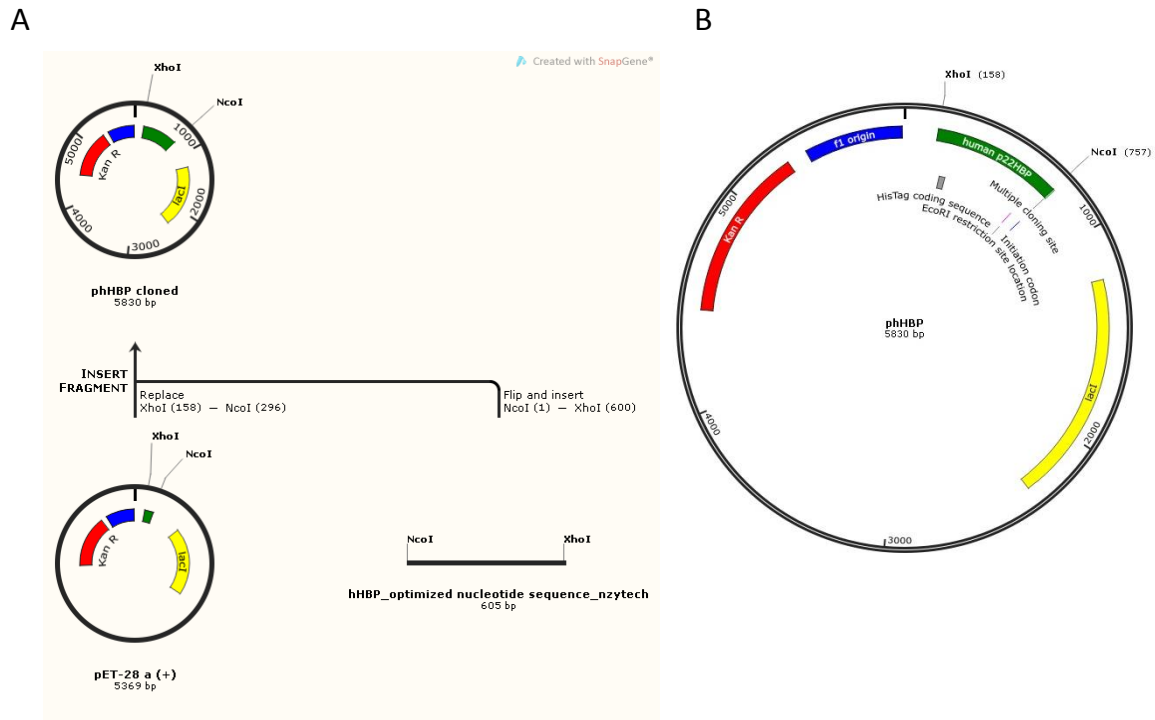 A
B
Created with SnapGene®
XhoI
NcoI
1000
2000
3000
4000
5000
Kan R
lacI
phHBP cloned
5830 bp
INSERT
FRAGMENT
Replace
XhoI (158) — NcoI (296)
Flip and insert
NcoI (1) — XhoI (600)
XhoI
NcoI
Kan R
lacI
pET-28 a (+)
5369 bp
NcoI
XhoI
hHBP_optimized nucleotide sequence_nzytech
605 bp
XhoI (158)
NcoI (757)
f1 origin
human p22HBP
Kan R
lacI
HisTag coding sequence
EcoRI restriction site location
Multiple cloning site
Initiation codon
1000
2000
3000
4000
5000
phHBP
5830 bp